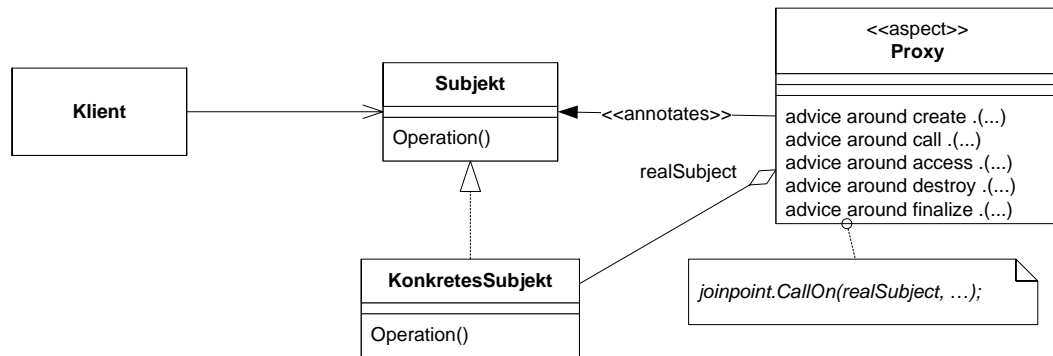 Klient
Subjekt
Operation()
<<annotates>>
<<aspect>>
Proxy
advice around create .(...)
advice around call .(...)
advice around access .(...)
advice around destroy .(...)
advice around finalize .(...)
realSubject
KonkretesSubjekt
Operation()
joinpoint.CallOn(realSubject, …);